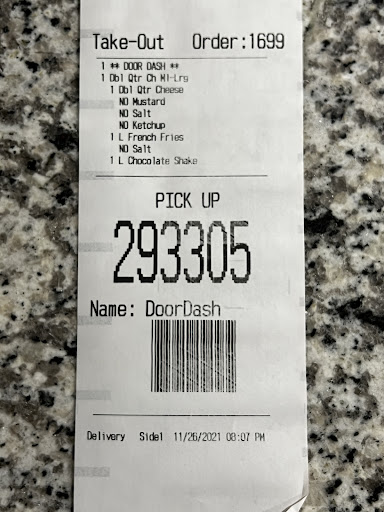 Take-Out Order:1699
1 ** DOOR DASH **
1 Dbl Qtr Ch Ml-Lrg
1 Dbl Qtr Cheese
NO Mustard
NO Salt
NO Ketchup
1 L French Fries
NO Salt
1 L Chocolate Shake
PICK UP
293305
Name: DoorDash
Delivery Side1 11/26/2021 08:07 PM